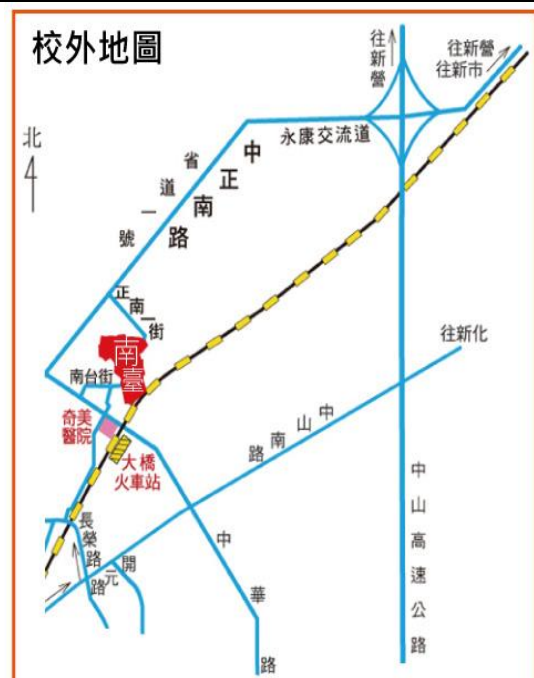 校外地圖
往新營
往新營
往新市
永康交流道
北
省道一號
中正南路
正南一街
南臺
南台街
奇美
醫院
大橋
火車站
往新化
中山南路
中山高速公路
中華路
長榮路
開元路